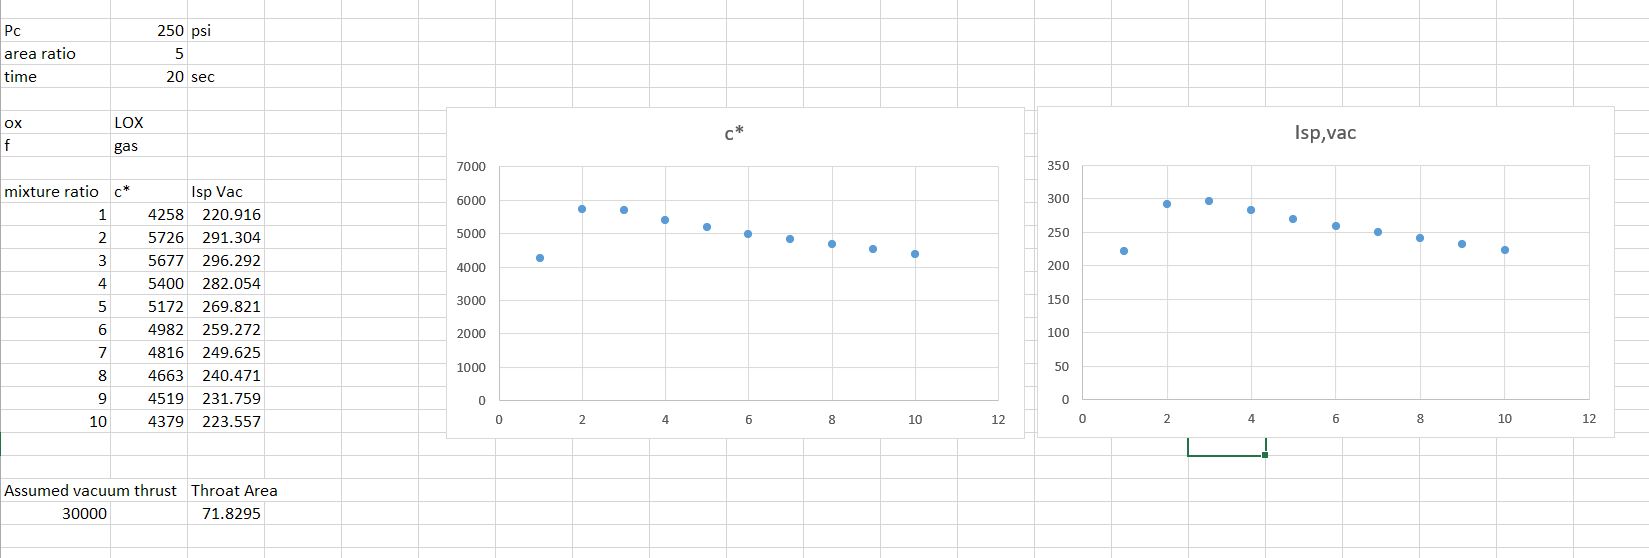 Pc 250 psi
area ratio 5
time 20 sec
ox LOX
f gas
mixture ratio c* Isp Vac
1 4258 220.916
2 5726 291.304
3 5677 296.292
4 5400 282.054
5 5172 269.821
6 4982 259.272
7 4816 249.625
8 4663 240.471
9 4519 231.759
10 4379 223.557
Assumed vacuum thrust Throat Area
30000 71.8295
c*
7000
6000
5000
4000
3000
2000
1000
0
0 2 4 6 8 10 12
Isp,vac
350
300
250
200
150
100
50
0
0 2 4 6 8 10 12